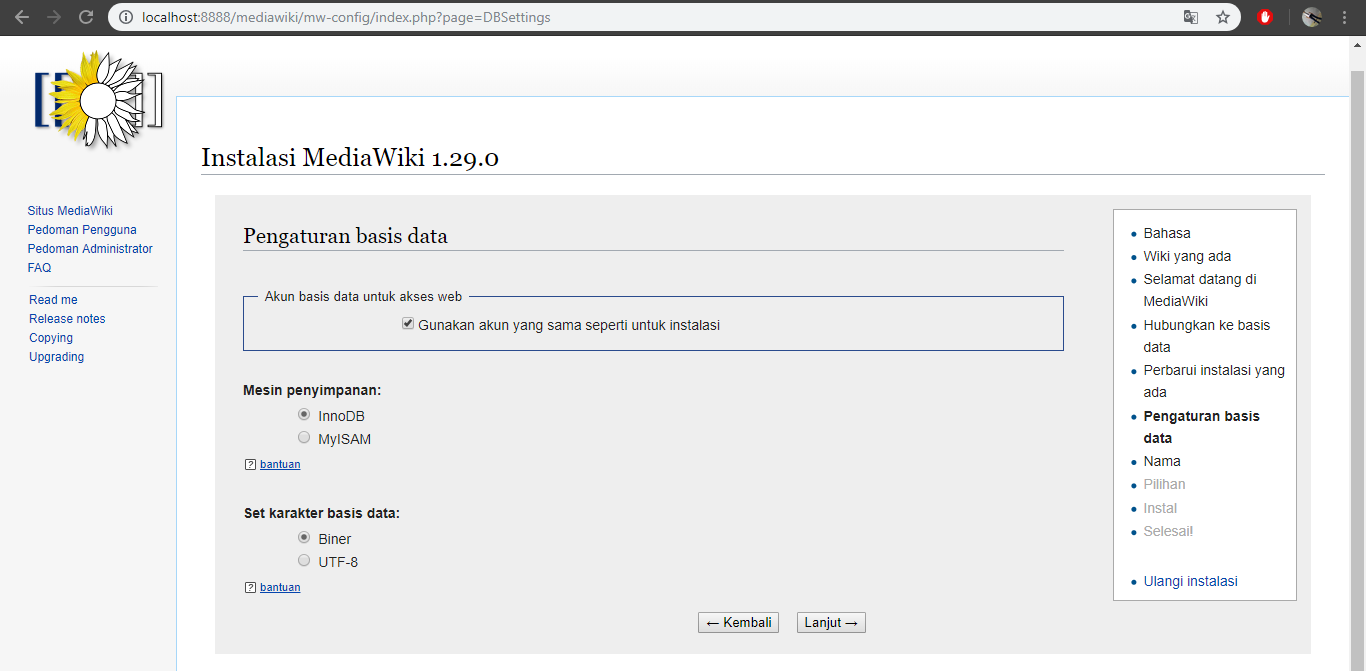 localhost:8888/mediawiki/mw-config/index.php?page=DBSettings
Situs MediaWiki
Pedoman Pengguna
Pedoman Administrator
FAQ
Read me
Release notes
Copying
Upgrading
Instalasi MediaWiki 1.29.0
Pengaturan basis data
Akun basis data untuk akses web
Gunakan akun yang sama seperti untuk instalasi
Mesin penyimpanan:
InnoDB
MyISAM
? bantuan
Set karakter basis data:
Biner
UTF-8
? bantuan
← Kembali
Lanjut →
Bahasa
Wiki yang ada
Selamat datang di
MediaWiki
Hubungkan ke basis
data
Perbarui instalasi yang
ada
Pengaturan basis
data
Nama
Pilihan
Instal
Selesai!
Ulangi instalasi